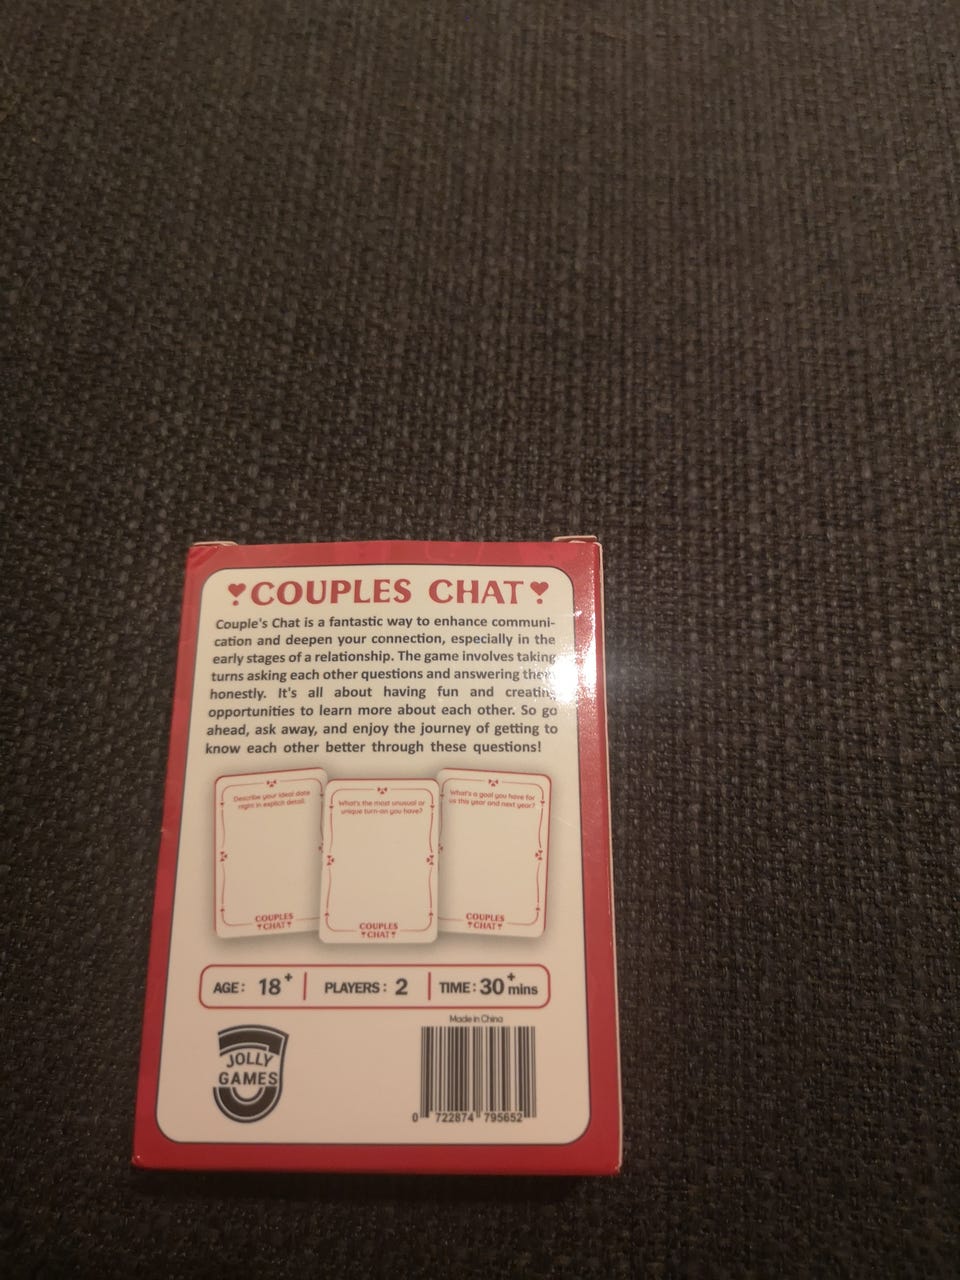 ♥COUPLES CHAT♥
Couple's Chat is a fantastic way to enhance communi-
cation and deepen your connection, especially in the
early stages of a relationship. The game involves taking
turns asking each other questions and answering them
honestly. It's all about having fun and creating
opportunities to learn more about each other. So go
ahead, ask away, and enjoy the journey of getting to
know each other better through these questions!
Describe your ideal date
night in explicit detail.
What's the most unusual or
unique turn-on you have?
What's a goal you have for
us this year and next year?
COUPLES
CHAT
COUPLES
CHAT
COUPLES
CHAT
AGE: 18+ PLAYERS: 2 TIME: 30+ mins
Made in China
JOLLY
GAMES
0 722874 795652